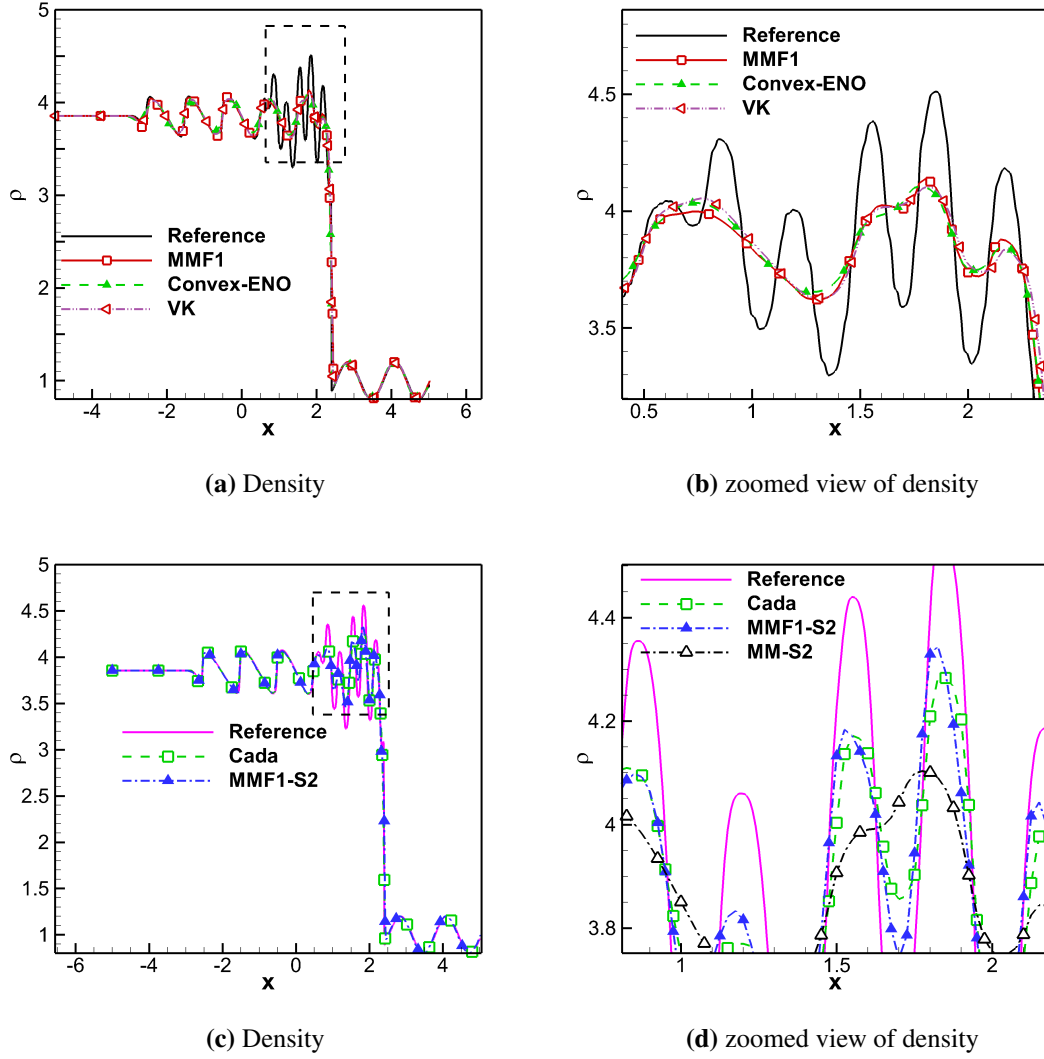 5
4
3
2
1
ρ
-4
-2
0
2
4
6
x
Reference
MMF1
Convex-ENO
VK
(a) Density
4.5
4
3.5
ρ
0.5
1
1.5
2
x
Reference
MMF1
Convex-ENO
VK
(b) zoomed view of density
5
4.5
4
3.5
3
2.5
2
1.5
1
ρ
-6
-4
-2
0
2
4
x
Reference
Cada
MMF1-S2
(c) Density
4.4
4.2
4
3.8
ρ
1
1.5
2
x
Reference
Cada
MMF1-S2
MM-S2
(d) zoomed view of density